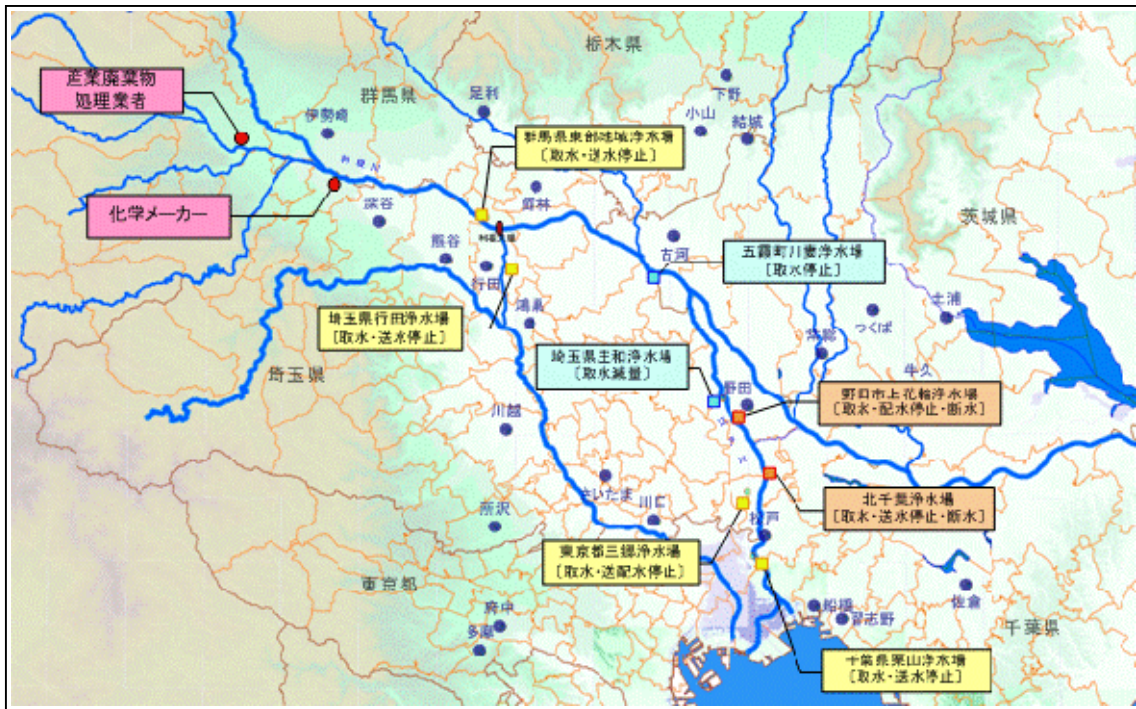 栃木県
産業廃棄物
処理業者
群馬県
足利
下野
小山
結城
伊勢崎
群馬県東部地域浄水場
［取水・送水停止］
利根川
化学メーカー
深谷
館林
茨城県
熊谷
古河
五霞町川妻浄水場
［取水停止］
行田
鴻巣
つくば
土浦
常総
埼玉県行田浄水場
［取水・送水停止］
埼玉県
埼玉県庄和浄水場
［取水減量］
牛久
野田
野田市上花輪浄水場
［取水・配水停止・断水］
川越
江戸川
さいたま
川口
北千葉浄水場
［取水・送水停止・断水］
所沢
松戸
東京都三郷浄水場
［取水・送配水停止］
東京都
府中
多摩
船橋
習志野
佐倉
千葉県
千葉県栗山浄水場
［取水・送水停止］